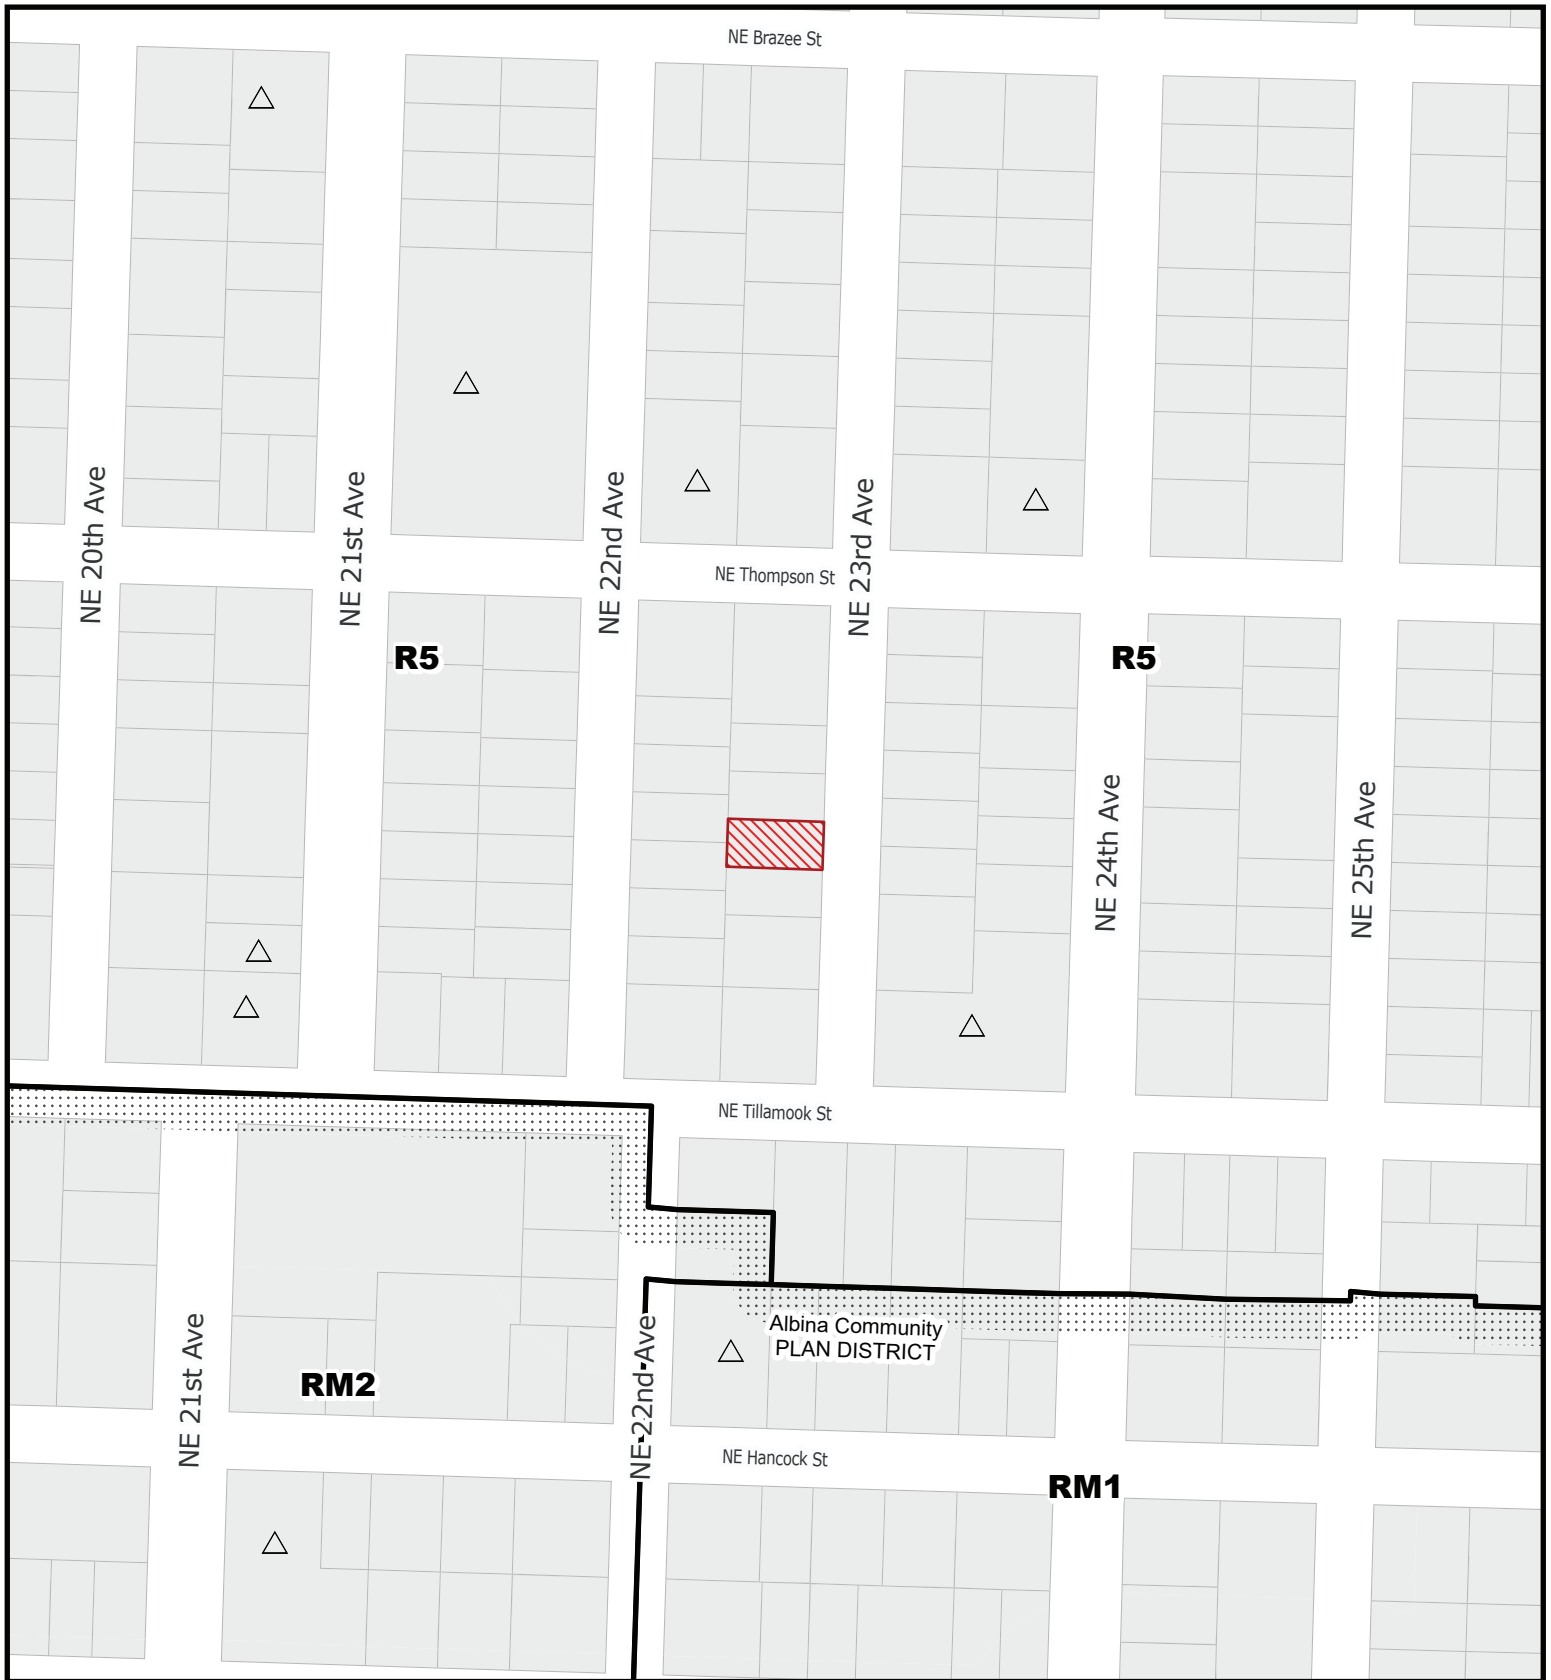 NE Brazee St
NE 20th Ave
NE 21st Ave
NE 22nd Ave
NE 23rd Ave
NE Thompson St
R5
R5
NE 24th Ave
NE 25th Ave
NE Tillamook St
Albina Community
PLAN DISTRICT
NE 21st Ave
RM2
NE 22nd Ave
NE Hancock St
RM1